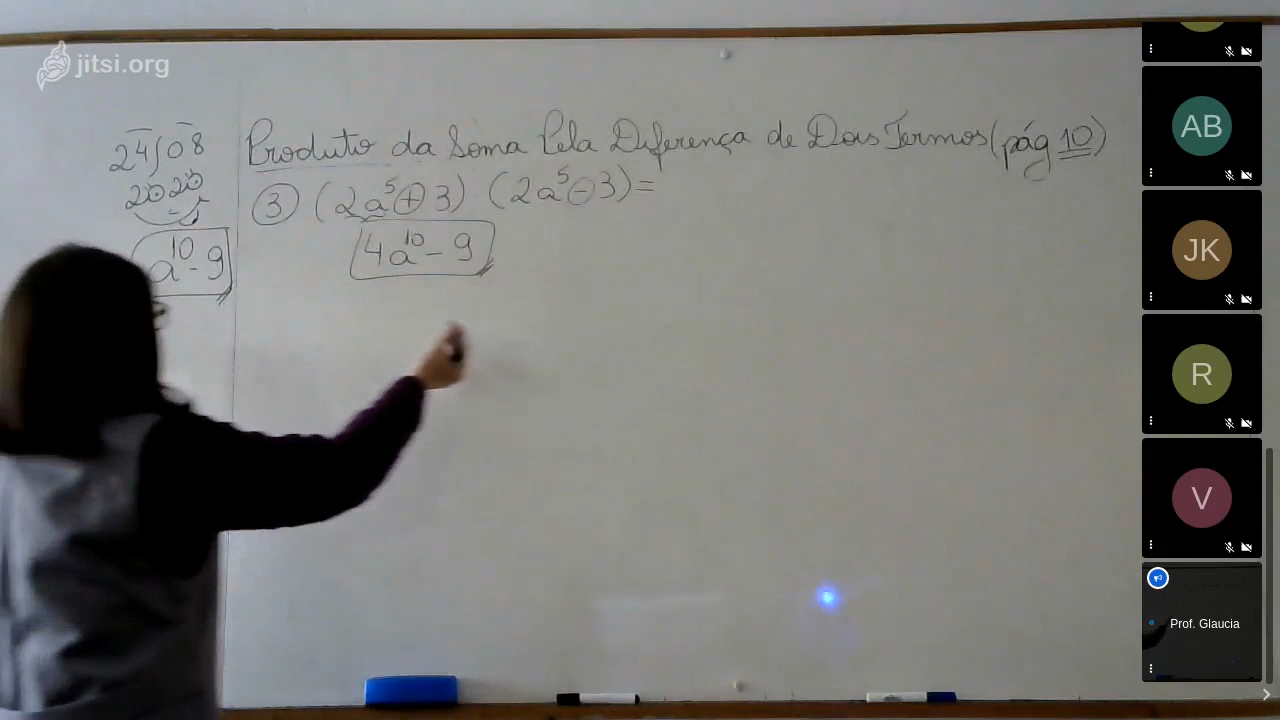 jitsi.org
24/08
2020
a¹⁰-9
Produto da Soma Pela Diferença de Dois Termos (pág 10)
③ (2a⁵+3) (2a⁵-3)=
4a¹⁰-9
AB
JK
R
V
Prof. Glaucia